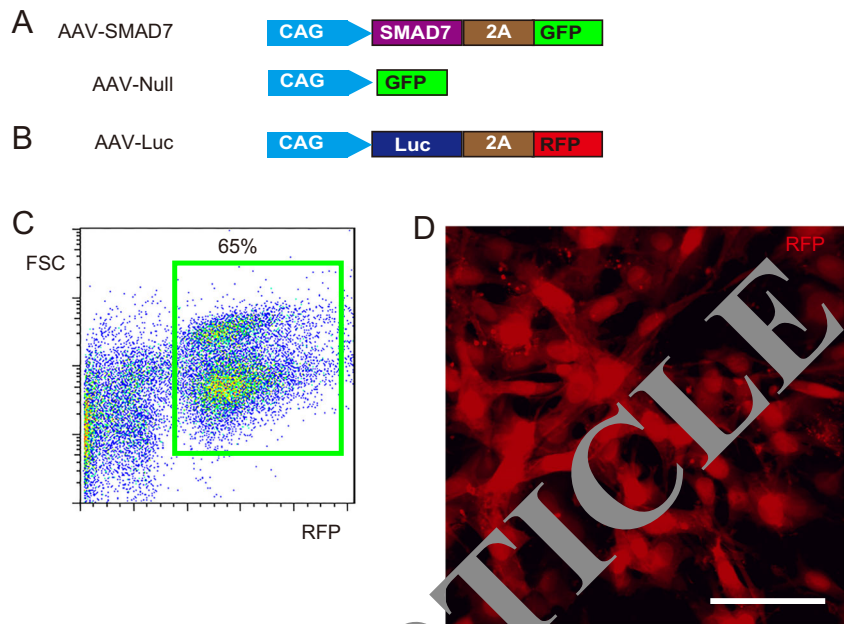 A
AAV-SMAD7
CAG SMAD7 2A GFP
AAV-Null
CAG GFP
B
AAV-Luc
CAG Luc 2A RFP
C
65%
FSC
RFP
D
RFP
TICLE